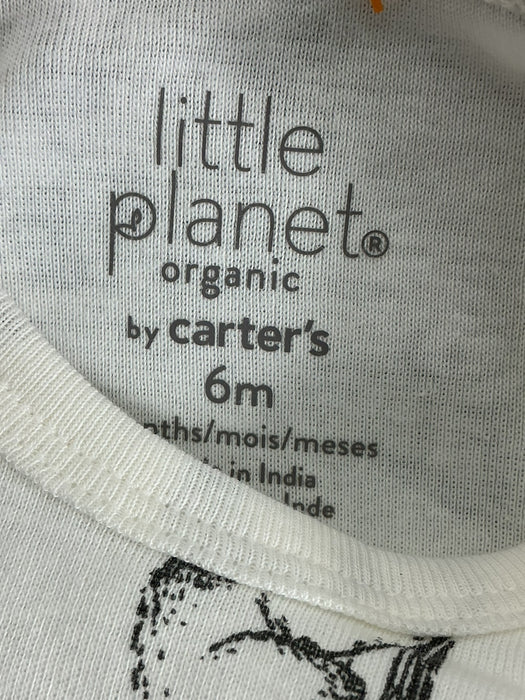 little
planet®
organic
by carter's
6m
nths/mois/meses
in India
Inde